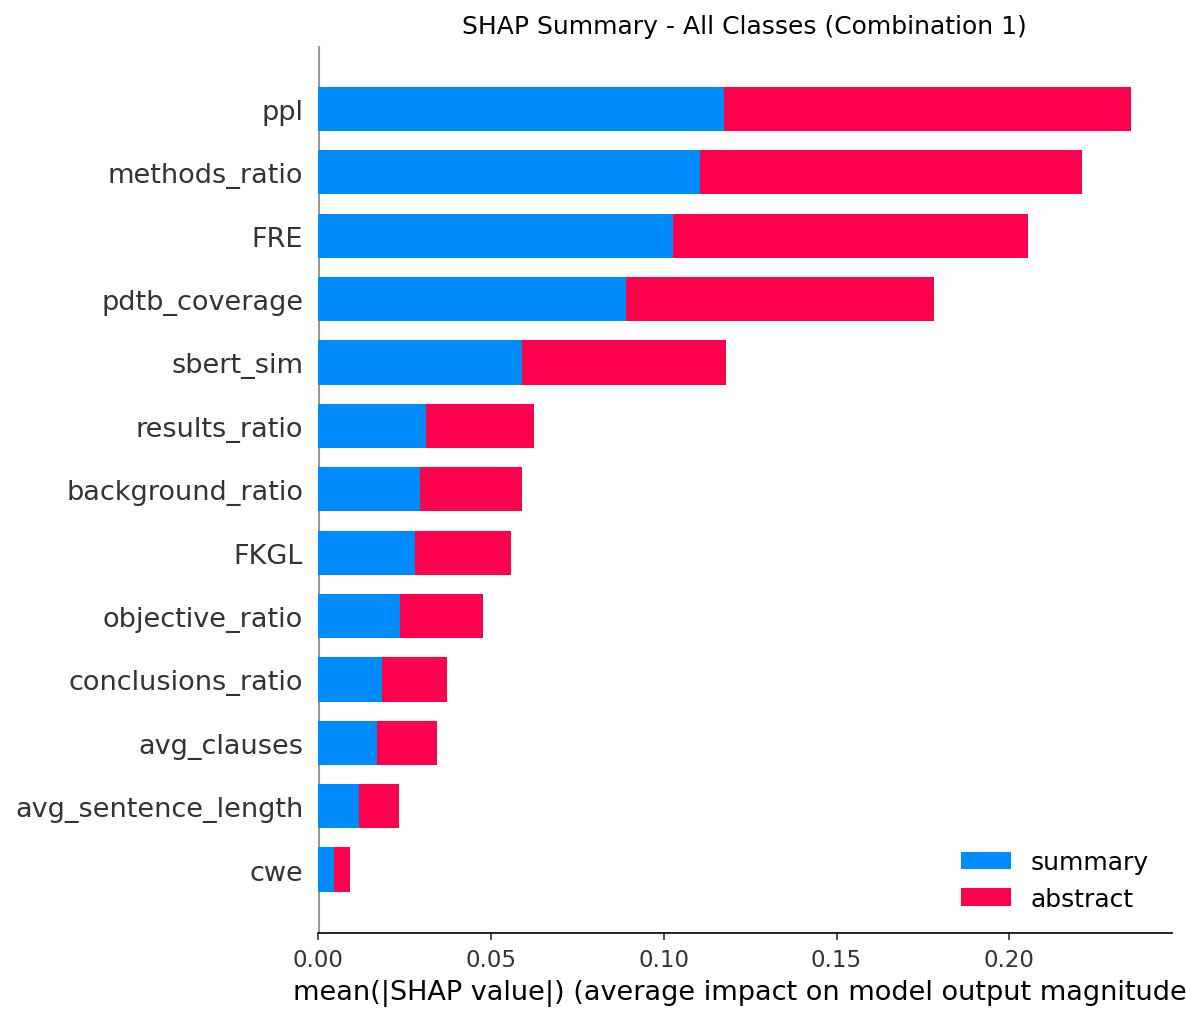 SHAP Summary - All Classes (Combination 1)
ppl
methods_ratio
FRE
pdtb_coverage
sbert_sim
results_ratio
background_ratio
FKGL
objective_ratio
conclusions_ratio
avg_clauses
avg_sentence_length
cwe
summary
abstract
0.00 0.05 0.10 0.15 0.20
mean(|SHAP value|) (average impact on model output magnitude